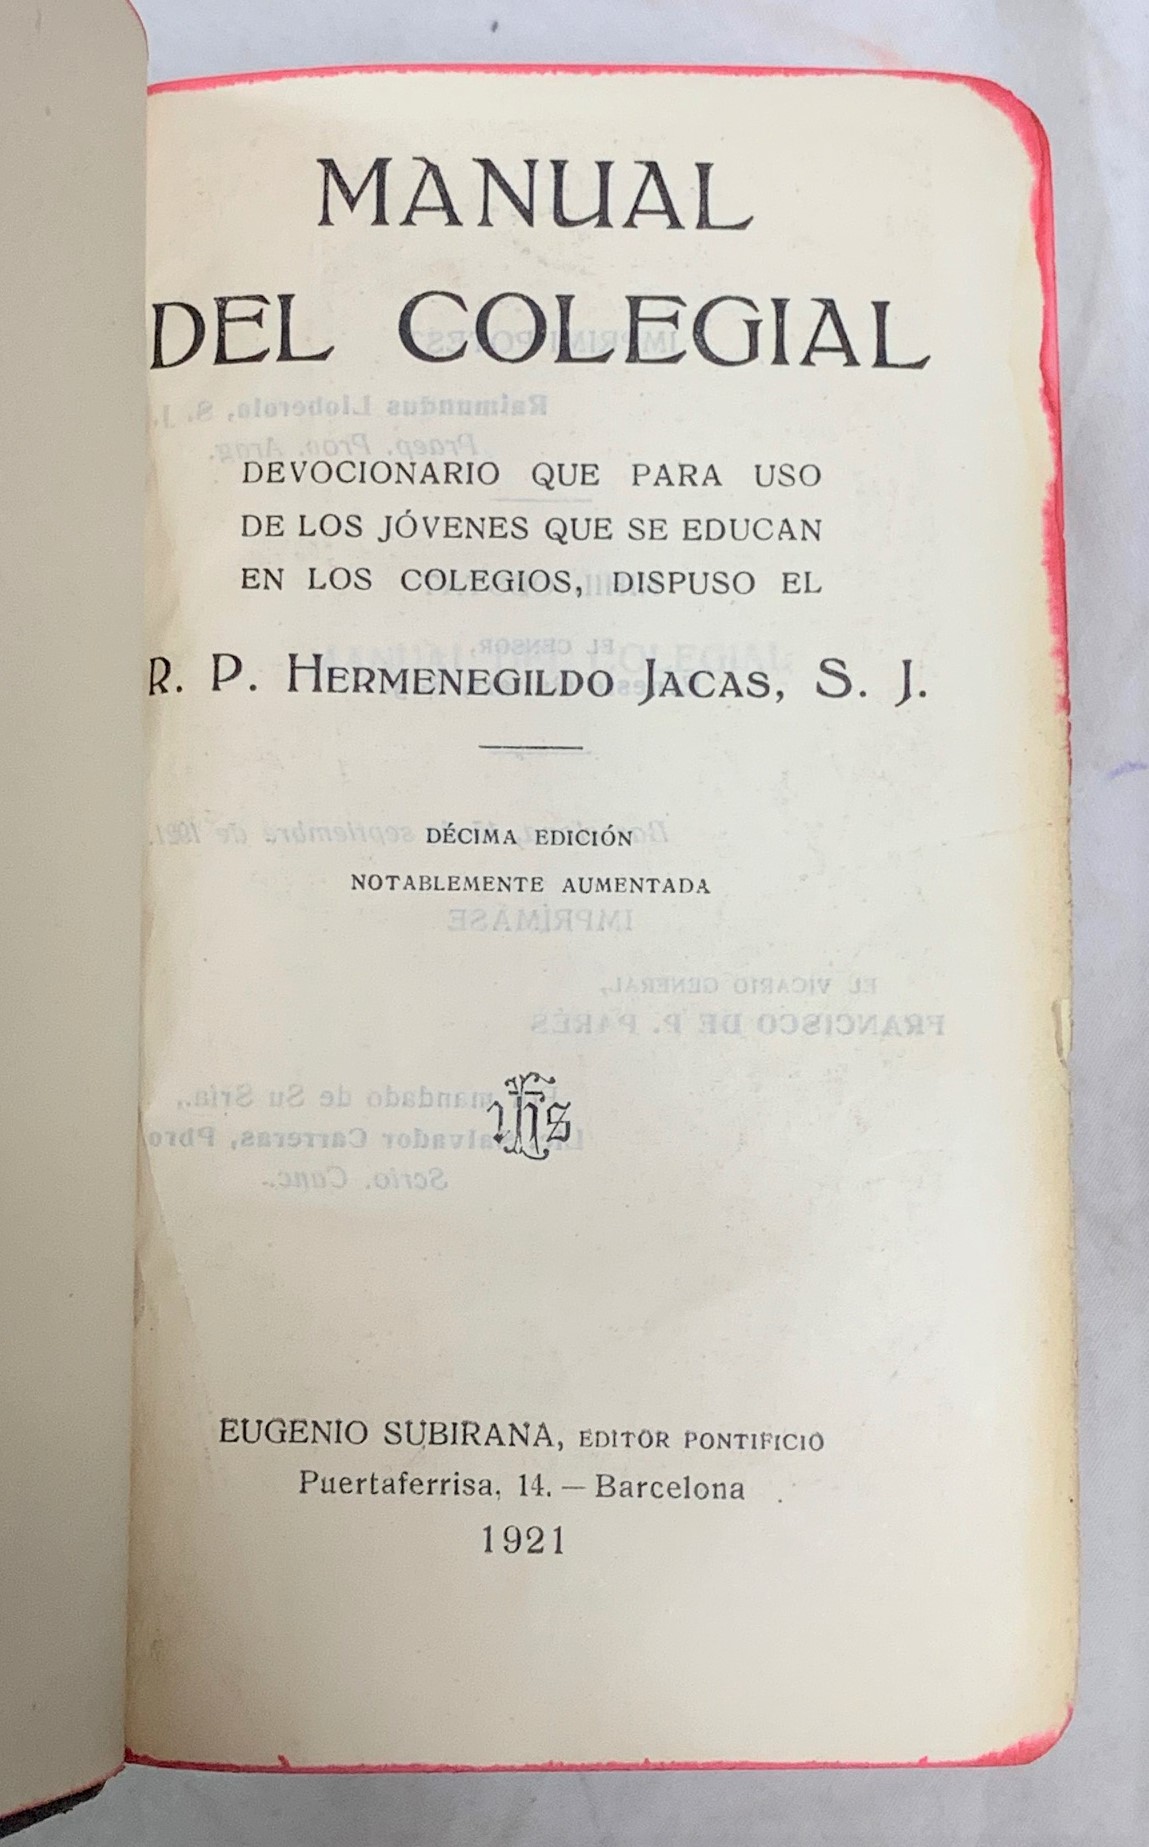 MANUAL
DEL COLEGIAL
DEVOCIONARIO QUE PARA USO
DE LOS JÓVENES QUE SE EDUCAN
EN LOS COLEGIOS, DISPUSO EL
R. P. HERMENEGILDO JACAS, S. J.
DÉCIMA EDICIÓN
NOTABLEMENTE AUMENTADA
IHS
EUGENIO SUBIRANA, EDITOR PONTIFICIO
Puertaferrisa, 14. — Barcelona
1921